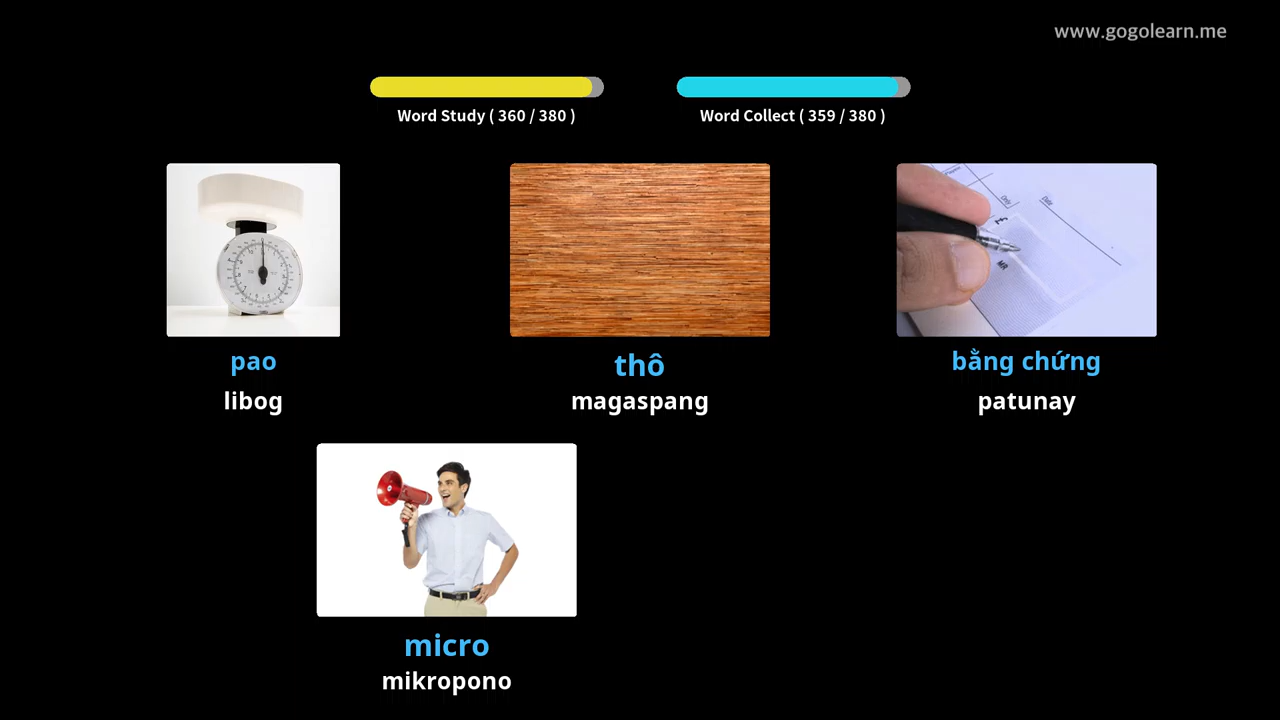 www.gogolearn.me
Word Study ( 360 / 380 )
Word Collect ( 359 / 380 )
pao
libog
thô
magaspang
bằng chứng
patunay
micro
mikropono